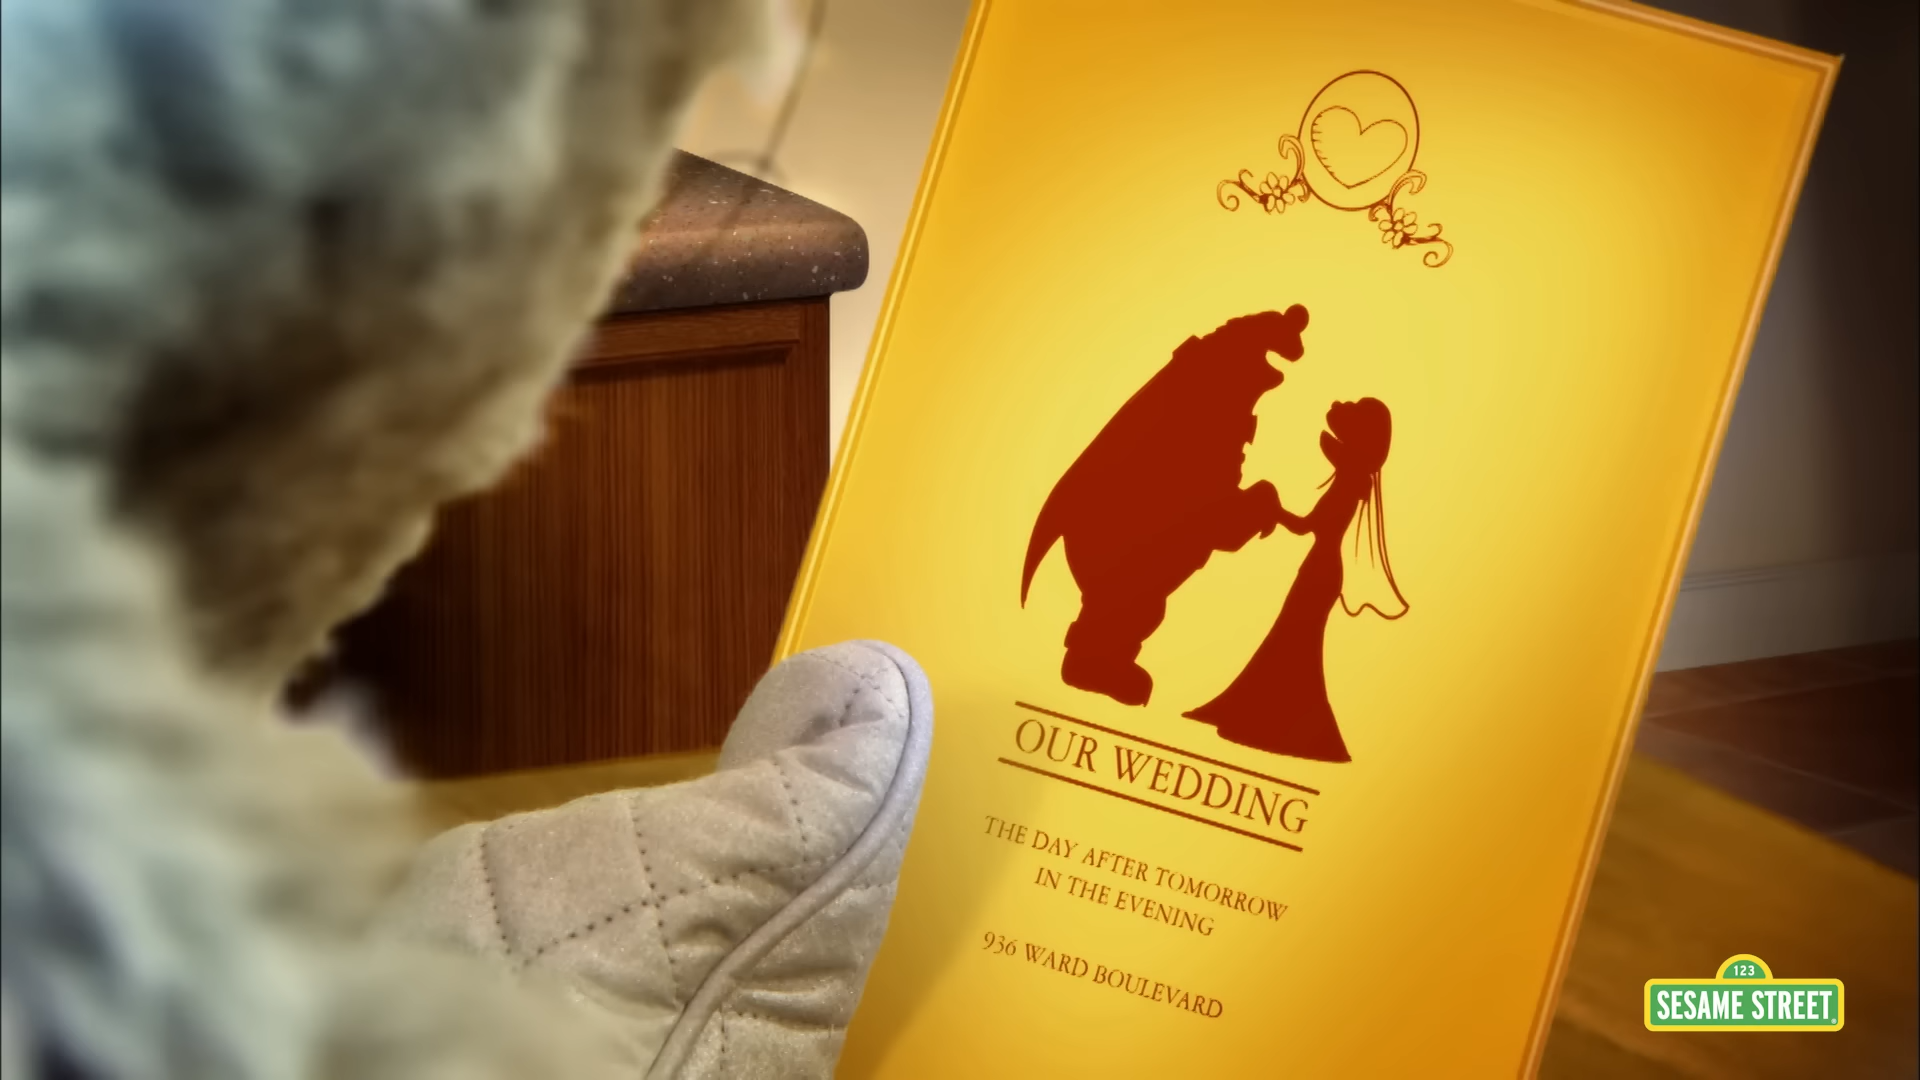 OUR WEDDING
THE DAY AFTER TOMORROW
IN THE EVENING
936 WARD BOULEVARD
123
SESAME STREET